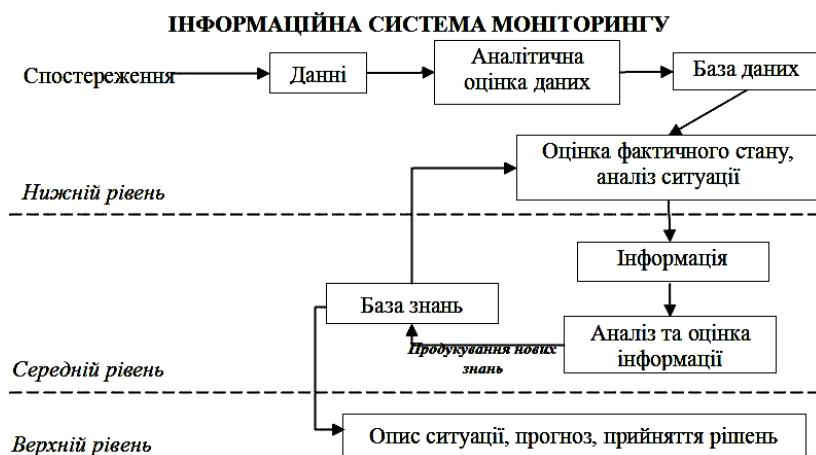 ІНФОРМАЦІЙНА СИСТЕМА МОНІТОРИНГУ
Спостереження
Данні
Аналітична
оцінка даних
База даних
Оцінка фактичного стану,
аналіз ситуації
Нижній рівень
Інформація
База знань
Продукування нових
знань
Аналіз та оцінка
інформації
Середній рівень
Опис ситуації, прогноз, прийняття рішень
Верхній рівень